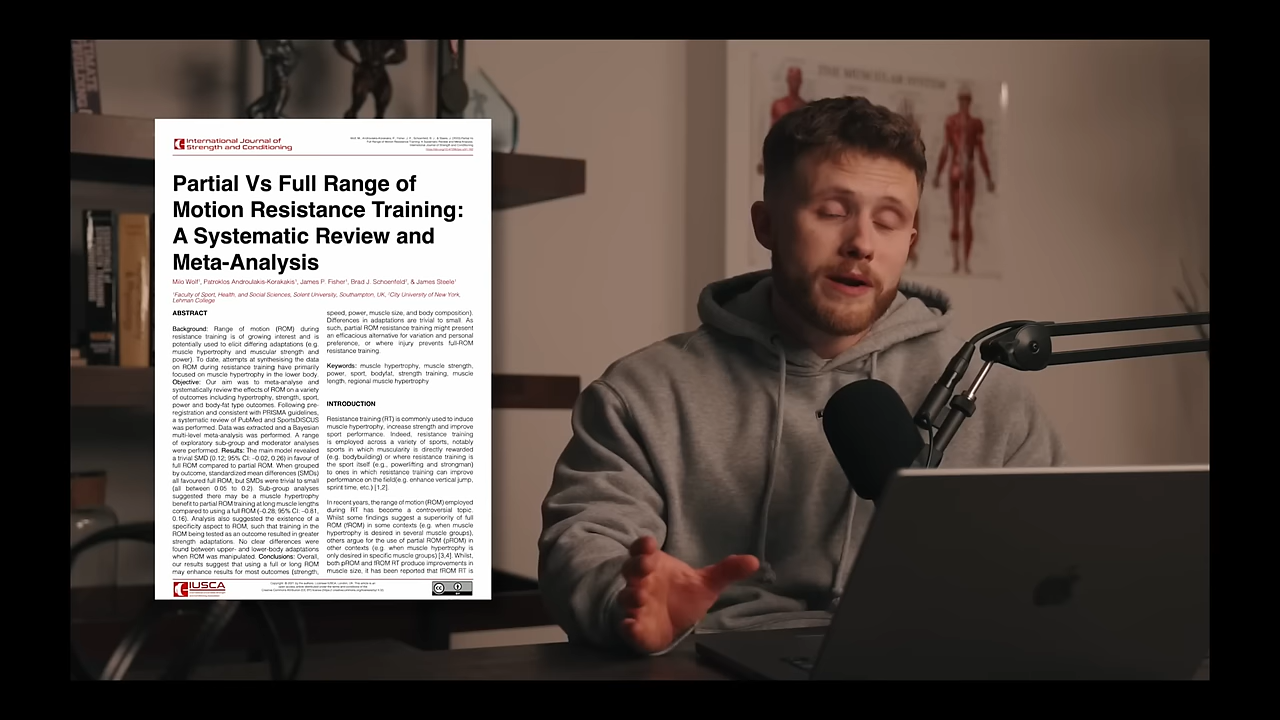 THE MUSCULAR SYSTEM
International Journal of
Strength and Conditioning
Partial Vs Full Range of
Motion Resistance Training:
A Systematic Review and
Meta-Analysis
Milo Wolf¹, Patroklos Androulakis-Korakakis¹, James P. Fisher¹, Brad J. Schoenfeld², & James Steele¹
¹Faculty of Sport, Health, and Social Sciences, Solent University, Southampton, UK, ²City University of New York,
Lehman College
ABSTRACT
Background: Range of motion (ROM) during
resistance training is of growing interest and is
potentially used to elicit differing adaptations (e.g.
muscle hypertrophy and muscular strength and
power). To date, attempts at synthesising the data
on ROM during resistance training have primarily
focused on muscle hypertrophy in the lower body.
Objective: Our aim was to meta-analyse and
systematically review the effects of ROM on a variety
of outcomes including hypertrophy, strength, sport,
power and body-fat type outcomes. Following pre-
registration and consistent with PRISMA guidelines,
a systematic review of PubMed and SportsDISCUS
was performed. Data was extracted and a Bayesian
multi-level meta-analysis was performed. A range
of exploratory sub-group and moderator analyses
were performed. Results: The main model revealed
a trivial SMD (0.12; 95% CI: -0.02, 0.26) in favour of
full ROM compared to partial ROM. When grouped
by outcome, standardized mean differences (SMDs)
all favoured full ROM, but SMDs were trivial to small
(all between 0.05 to 0.2). Sub-group analyses
suggested there may be a muscle hypertrophy
benefit to partial ROM training at long muscle lengths
compared to using a full ROM (-0.28; 95% CI: -0.81,
0.16). Analysis also suggested the existence of a
specificity aspect to ROM, such that training in the
ROM being tested as an outcome resulted in greater
strength adaptations. No clear differences were
found between upper- and lower-body adaptations
when ROM was manipulated. Conclusions: Overall,
our results suggest that using a full or long ROM
may enhance results for most outcomes (strength,
speed, power, muscle size, and body composition).
Differences in adaptations are trivial to small. As
such, partial ROM resistance training might present
an efficacious alternative for variation and personal
preference, or where injury prevents full-ROM
resistance training.
Keywords: muscle hypertrophy, muscle strength,
power, sport, bodyfat, strength training, muscle
length, regional muscle hypertrophy
INTRODUCTION
Resistance training (RT) is commonly used to induce
muscle hypertrophy, increase strength and improve
sport performance. Indeed, resistance training
is employed across a variety of sports, notably
sports in which muscularity is directly rewarded
(e.g. bodybuilding) or where resistance training is
the sport itself (e.g., powerlifting and strongman)
to ones in which resistance training can improve
performance on the field(e.g. enhance vertical jump,
sprint time, etc.) [1,2].
In recent years, the range of motion (ROM) employed
during RT has become a controversial topic.
Whilst some findings suggest a superiority of full
ROM (fROM) in some contexts (e.g. when muscle
hypertrophy is desired in several muscle groups),
others argue for the use of partial ROM (pROM) in
other contexts (e.g. when muscle hypertrophy is
only desired in specific muscle groups) [3,4]. Whilst,
both pROM and fROM RT produce improvements in
muscle size, it has been reported that fROM RT is
IUSCA